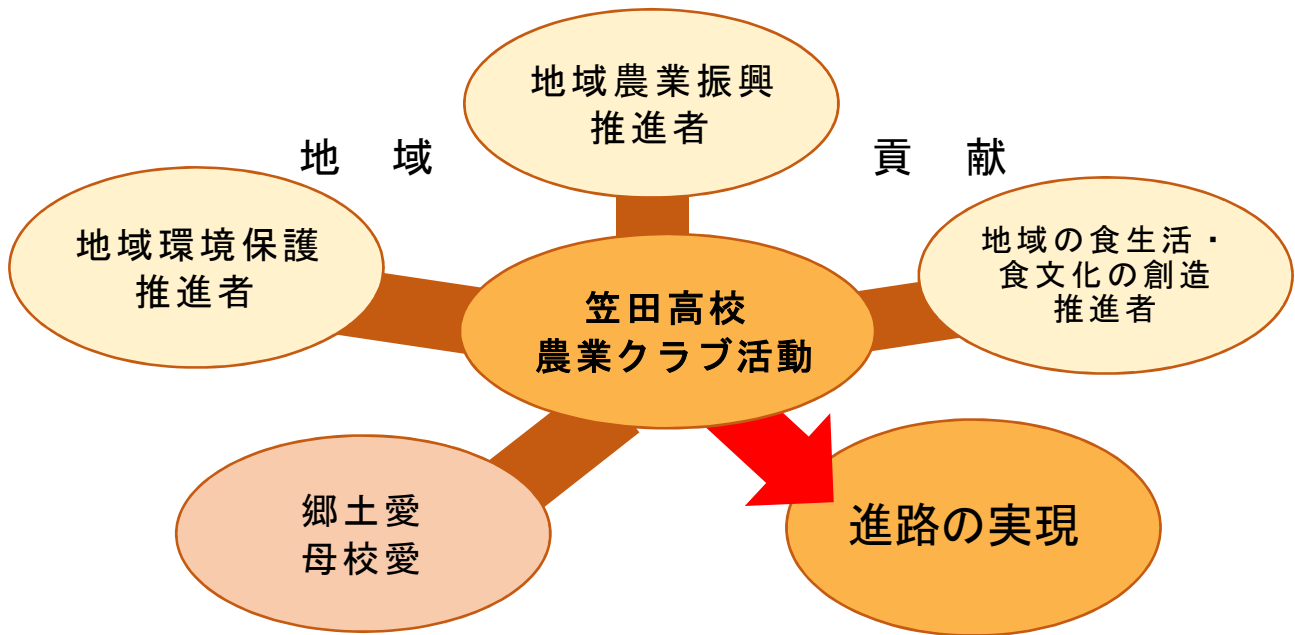 地域農業振興
推進者
地　域
貢　献
地域環境保護
推進者
地域の食生活・
食文化の創造
推進者
笠田高校
農業クラブ活動
郷土愛
母校愛
進路の実現